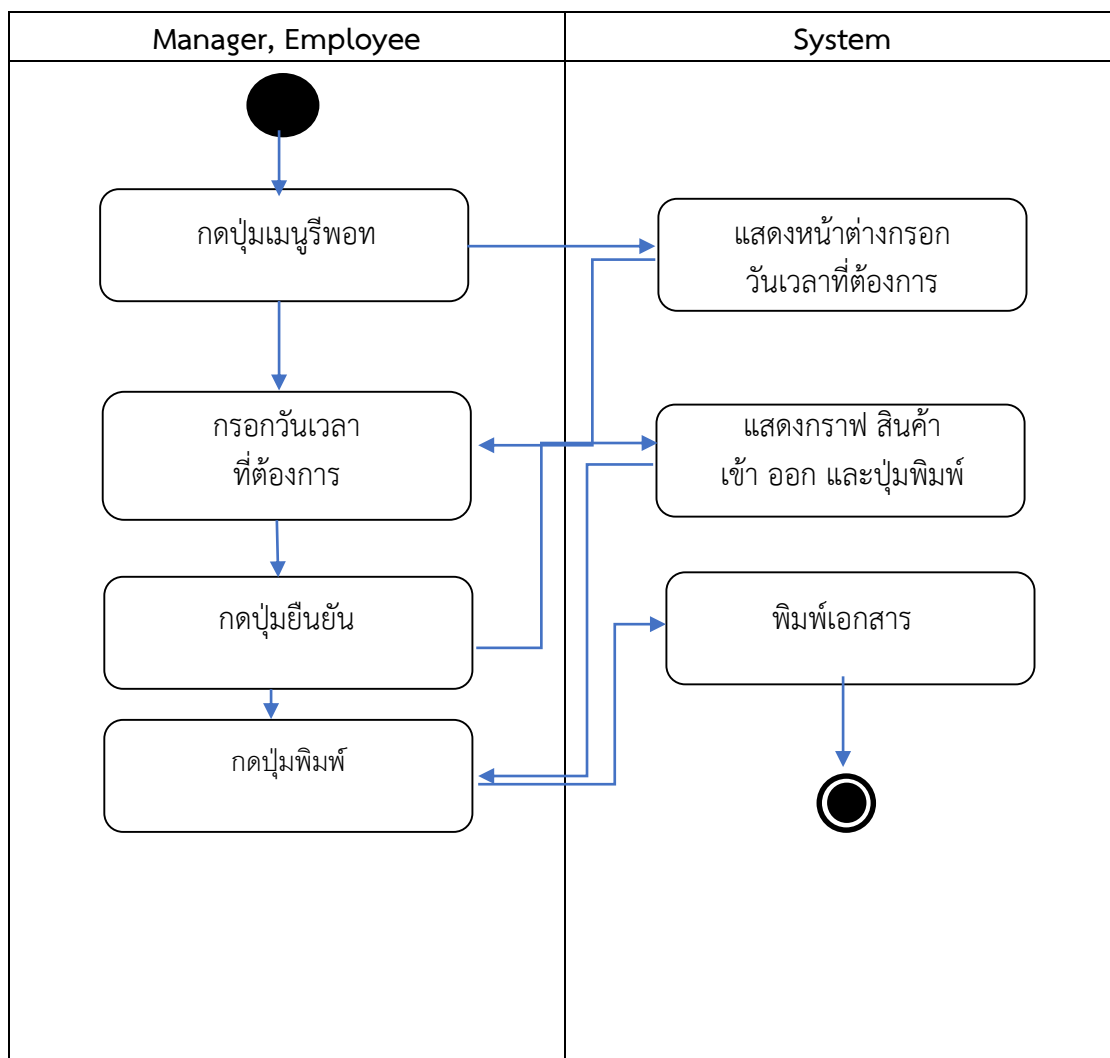 Manager, Employee
System
กดปุ่มเมนูรีพอท
แสดงหน้าต่างกรอก
วันเวลาที่ต้องการ
กรอกวันเวลา
ที่ต้องการ
แสดงกราฟ สินค้า
เข้า ออก และปุ่มพิมพ์
กดปุ่มยืนยัน
พิมพ์เอกสาร
กดปุ่มพิมพ์